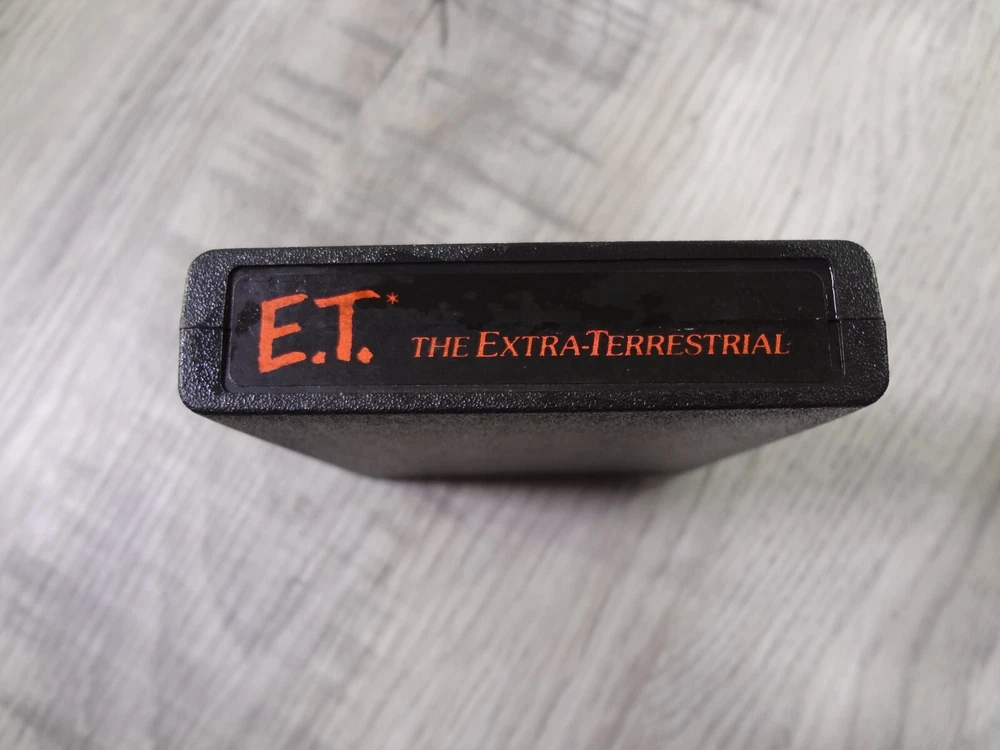 E.T.* THE EXTRA-TERRESTRIAL